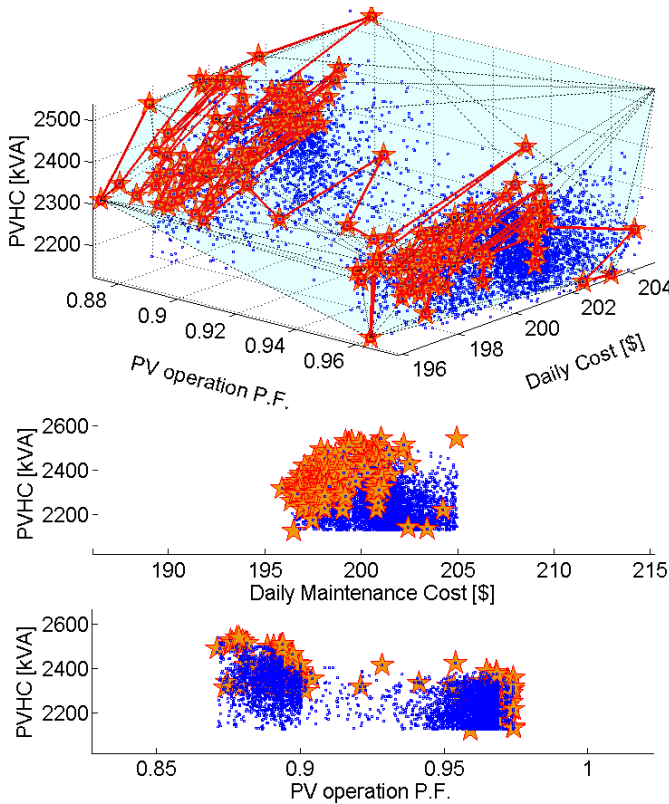 2500
2400
2300
2200
PVHC [kVA]
0.88
0.9
0.92
0.94
0.96
PV operation P.F.
196
198
200
202
204
Daily Cost [$]
2600
2400
2200
PVHC [kVA]
190 195 200 205 210 215
Daily Maintenance Cost [$]
2600
2400
2200
PVHC [kVA]
0.85 0.9 0.95 1
PV operation P.F.